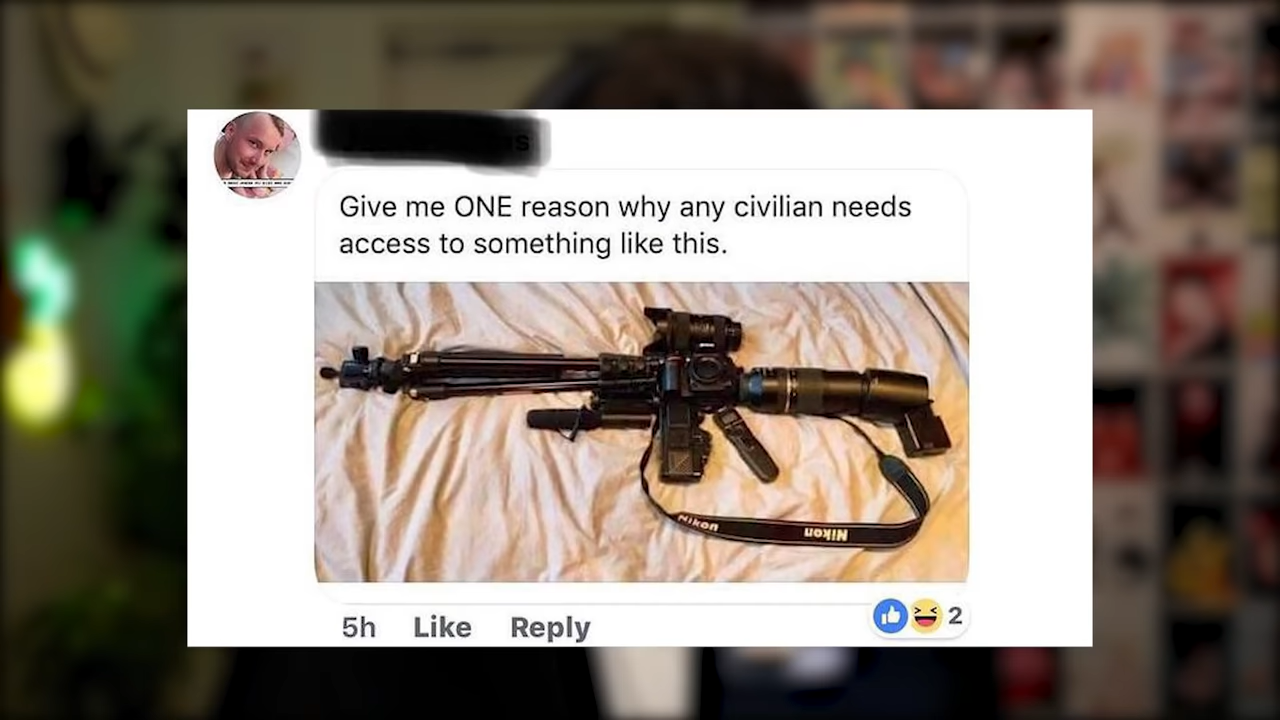 Give me ONE reason why any civilian needs
access to something like this.
Nikon
Nikon
5h Like Reply 2